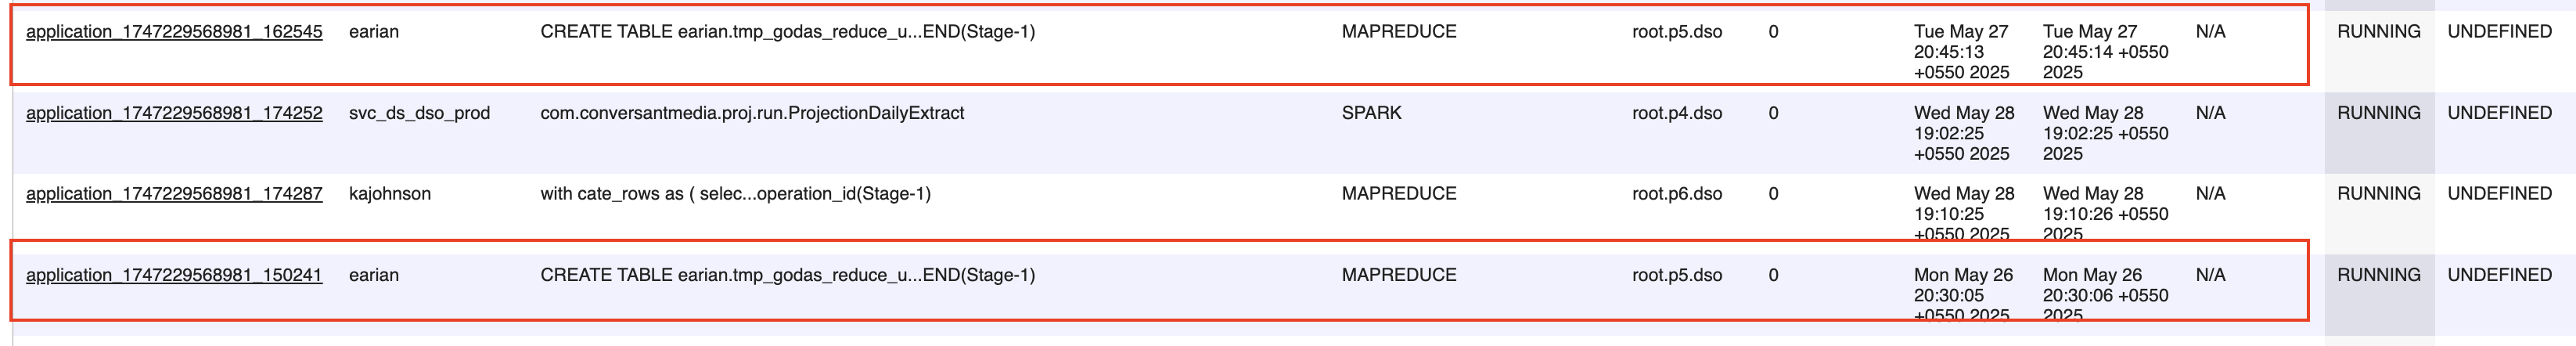 application_1747229568981_162545 earian CREATE TABLE earian.tmp_godas_reduce_u...END(Stage-1) MAPREDUCE root.p5.dso 0 Tue May 27 Tue May 27 N/A RUNNING UNDEFINED
20:45:13 20:45:14 +0550
+0550 2025 2025
application_1747229568981_174252 svc_ds_dso_prod com.conversantmedia.proj.run.ProjectionDailyExtract SPARK root.p4.dso 0 Wed May 28 Wed May 28 N/A RUNNING UNDEFINED
19:02:25 19:02:25 +0550
+0550 2025 2025
application_1747229568981_174287 kajohnson with cate_rows as ( selec...operation_id(Stage-1) MAPREDUCE root.p6.dso 0 Wed May 28 Wed May 28 N/A RUNNING UNDEFINED
19:10:25 19:10:26 +0550
+0550 2025 2025
application_1747229568981_150241 earian CREATE TABLE earian.tmp_godas_reduce_u...END(Stage-1) MAPREDUCE root.p5.dso 0 Mon May 26 Mon May 26 N/A RUNNING UNDEFINED
20:30:05 20:30:06 +0550
+0550 2025 2025